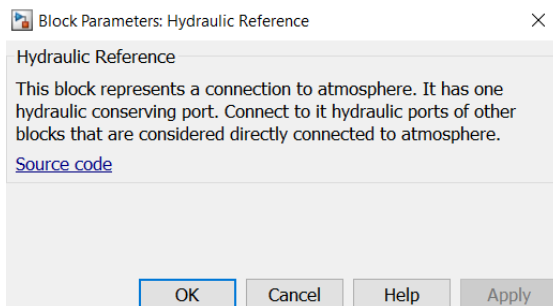 Block Parameters: Hydraulic Reference
Hydraulic Reference
This block represents a connection to atmosphere. It has one
hydraulic conserving port. Connect to it hydraulic ports of other
blocks that are considered directly connected to atmosphere.
Source code
OK Cancel Help Apply